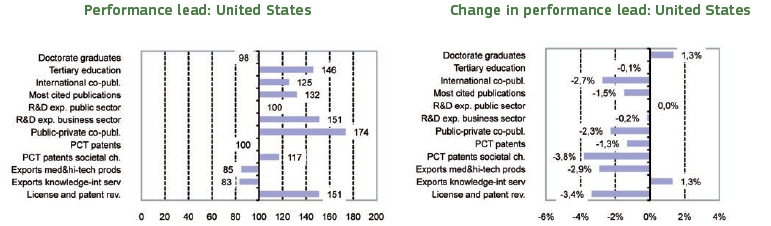 Performance lead: United States
Doctorate graduates 98
Tertiary education 146
International co-publ. 125
Most cited publications 132
R&D exp. public sector 100
R&D exp. business sector 151
Public-private co-publ. 174
PCT patents 100
PCT patents societal ch. 117
Exports med&hi-tech prods 85
Exports knowledge-int serv 83
License and patent rev. 151
0 20 40 60 80 100 120 140 160 180 200
Change in performance lead: United States
Doctorate graduates 1,3%
Tertiary education -0,1%
International co-publ. -2,7%
Most cited publications -1,5%
R&D exp. public sector 0,0%
R&D exp. business sector -0,2
Public-private co-publ. -2,3%
PCT patents -1,3%
PCT patents societal ch. -3,8%
Exports med&hi-tech prods -2,9%
Exports knowledge-int serv 1,3%
License and patent rev. -3,4%
-6% -4% -2% 0% 2% 4%